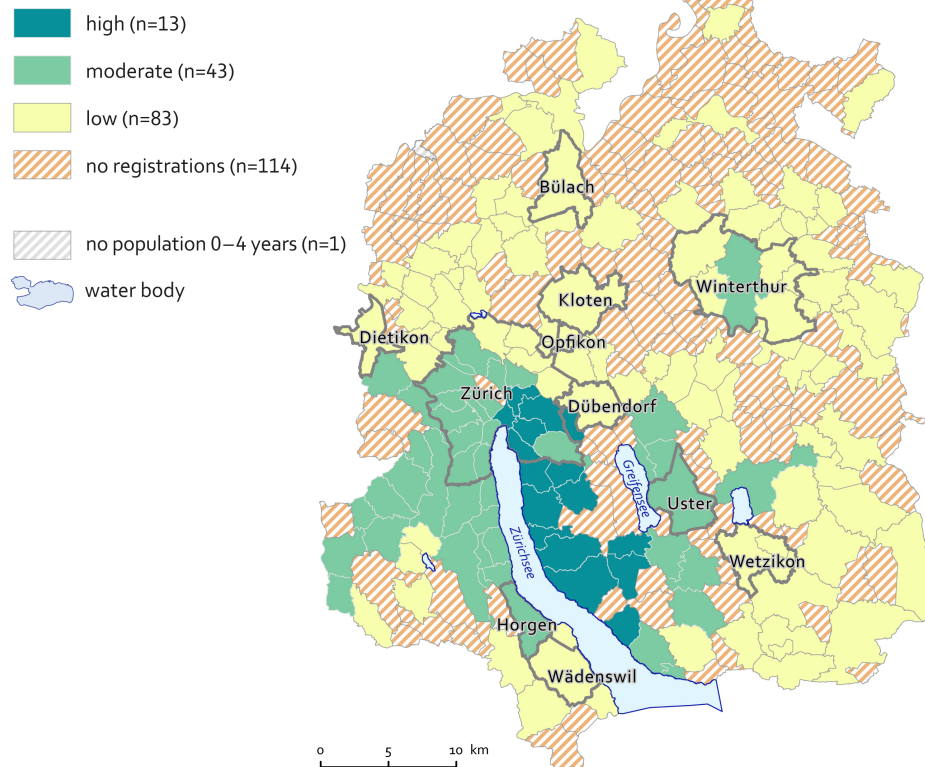 high (n=13)
moderate (n=43)
low (n=83)
no registrations (n=114)
no population 0–4 years (n=1)
water body
Bülach
Winterthur
Kloten
Dietikon
Opfikon
Zürich
Dübendorf
Greifensee
Uster
Zürichsee
Wetzikon
Horgen
Wädenswil
0 5 10 km